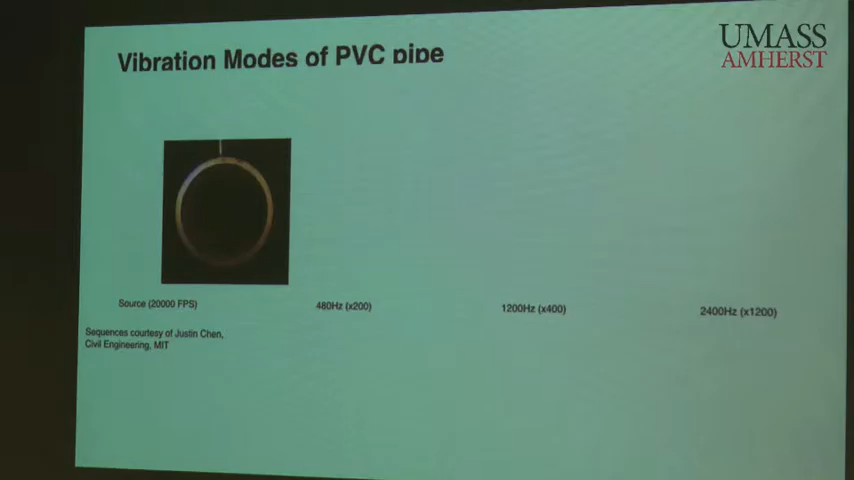 Vibration Modes of PVC pipe
UMASS
AMHERST
Source (20000 FPS)
480Hz (x200)
1200Hz (x400)
2400Hz (x1200)
Sequences courtesy of Justin Chen,
Civil Engineering, MIT